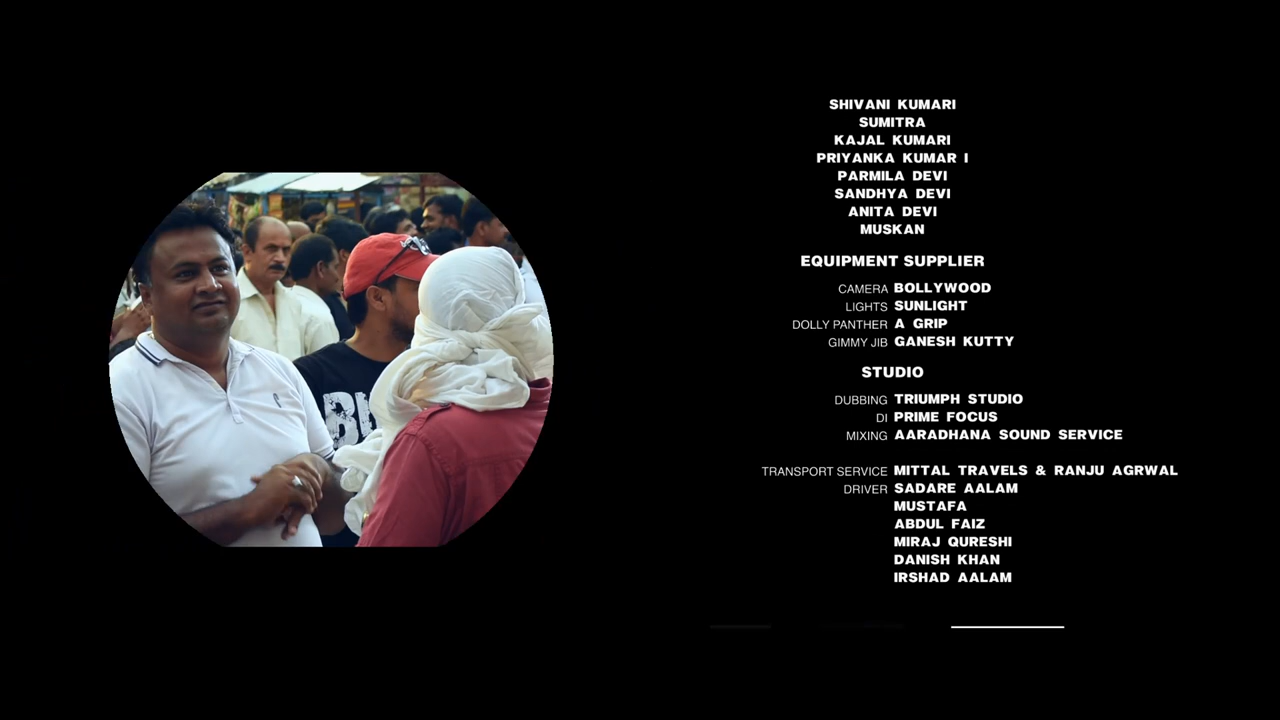 SHIVANI KUMARI
SUMITRA
KAJAL KUMARI
PRIYANKA KUMAR I
PARMILA DEVI
SANDHYA DEVI
ANITA DEVI
MUSKAN
EQUIPMENT SUPPLIER
CAMERA BOLLYWOOD
LIGHTS SUNLIGHT
DOLLY PANTHER A GRIP
GIMMY JIB GANESH KUTTY
STUDIO
DUBBING TRIUMPH STUDIO
DI PRIME FOCUS
MIXING AARADHANA SOUND SERVICE
TRANSPORT SERVICE MITTAL TRAVELS & RANJU AGRWAL
DRIVER SADARE AALAM
MUSTAFA
ABDUL FAIZ
MIRAJ QURESHI
DANISH KHAN
IRSHAD AALAM